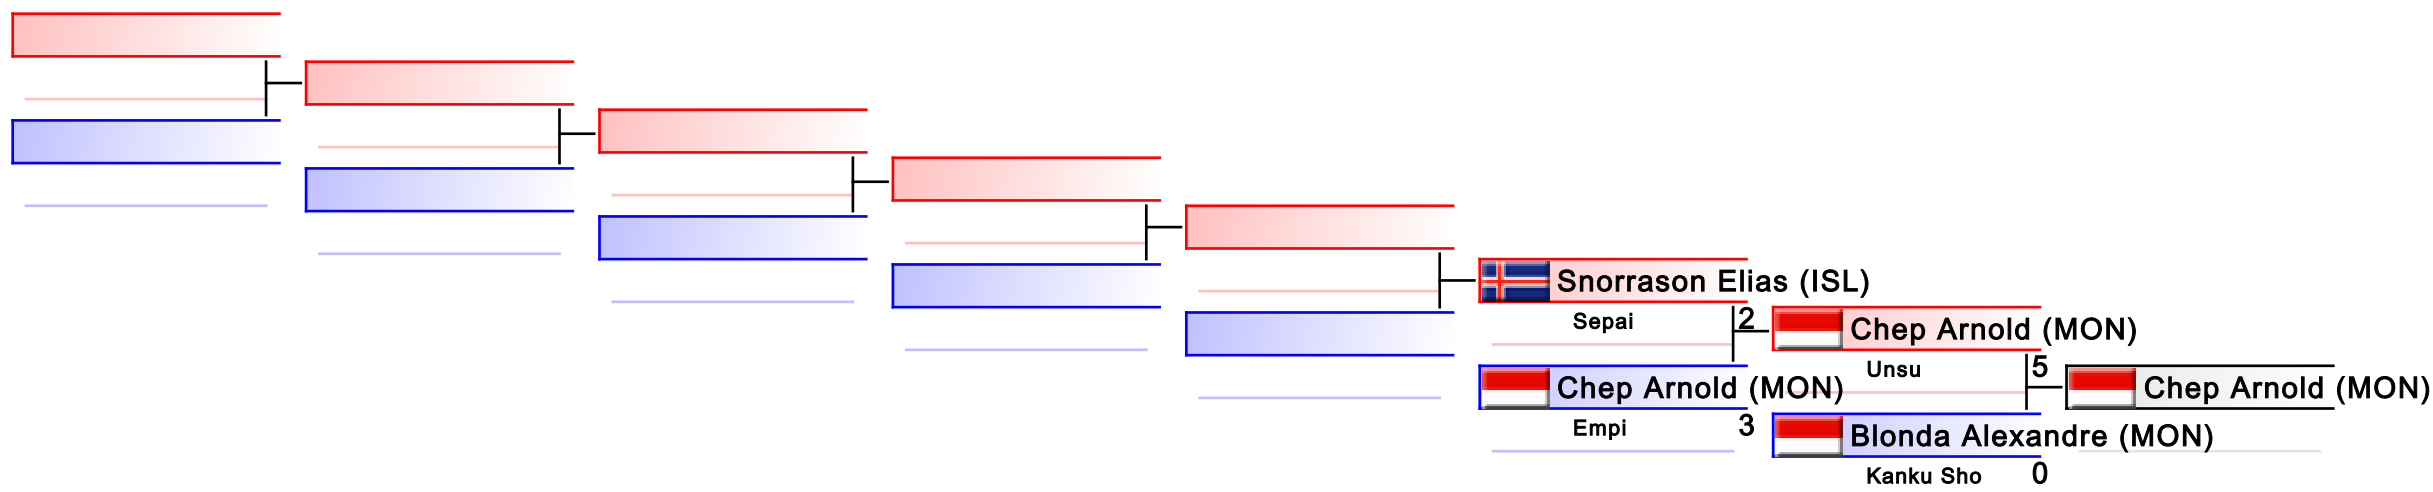 Snorrason Elias (ISL)
Sepai
2
Chep Arnold (MON)
Empi
3
Chep Arnold (MON)
Unsu
5
Blonda Alexandre (MON)
Kanku Sho
0
Chep Arnold (MON)